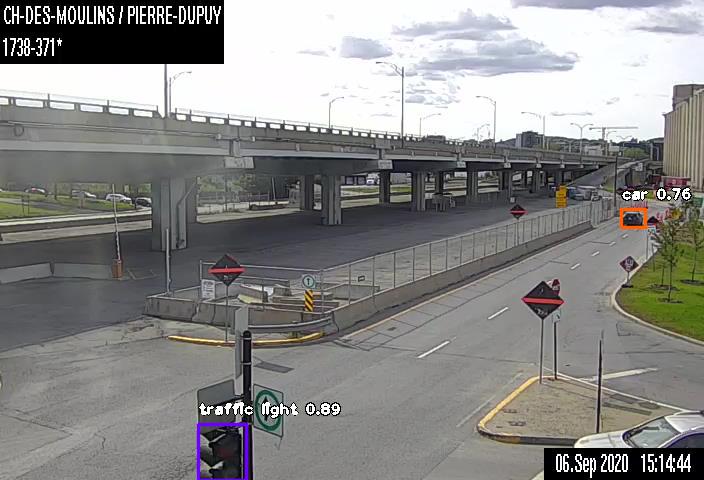 CH-DES-MOULINS / PIERRE-DUPUY
1738-371*
car 0.76
traffic light 0.89
06.Sep 2020 15:14:44